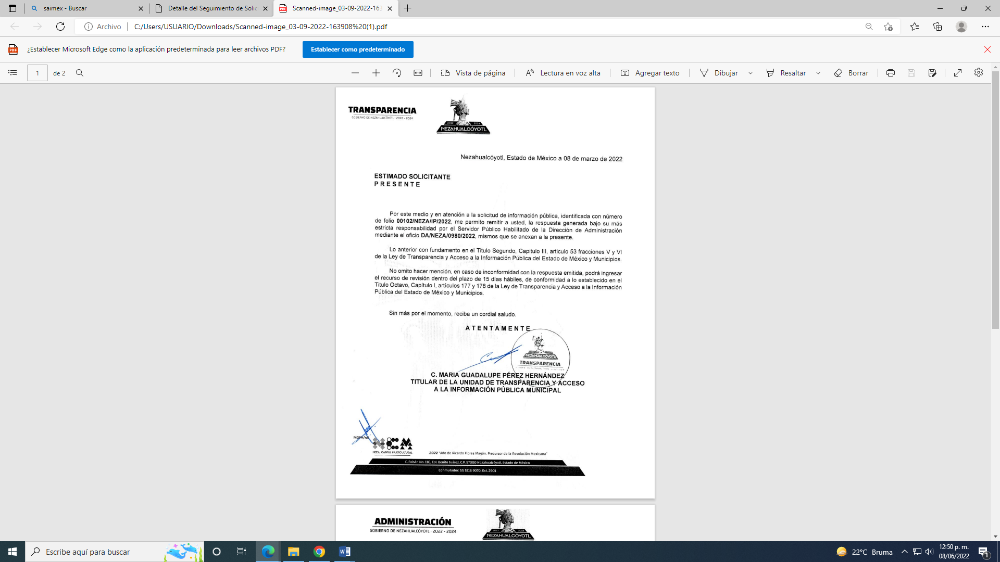 saimex - Buscar
Detalle del Seguimiento de Solic
Scanned-image_03-09-2022-163
Archivo
C:/Users/USUARIO/Downloads/Scanned-image_03-09-2022-163908%20(1).pdf
PDF
¿Establecer Microsoft Edge como la aplicación predeterminada para leer archivos PDF?
Establecer como predeterminado
1 de 2
Vista de página
Lectura en voz alta
Agregar texto
Dibujar
Resaltar
Borrar
TRANSPARENCIA
GOBIERNO DE NEZAHUALCÓYOTL · 2022 - 2024
2022 2024
NEZAHUALCÓYOTL
Nezahualcóyotl, Estado de México a 08 de marzo de 2022
ESTIMADO SOLICITANTE
P R E S E N T E
Por este medio y en atención a la solicitud de información pública, identificada con número
de folio 00102/NEZA/IP/2022, me permito remitir a usted, la respuesta generada bajo su más
estricta responsabilidad por el Servidor Público Habilitado de la Dirección de Administración
mediante el oficio DA/NEZA/0980/2022, mismos que se anexan a la presente.
Lo anterior con fundamento en el Titulo Segundo, Capitulo III, articulo 53 fracciones V y VI
de la Ley de Transparencia y Acceso a la Información Pública del Estado de México y Municipios.
No omito hacer mención, en caso de inconformidad con la respuesta emitida, podrá ingresar
el recurso de revisión dentro del plazo de 15 días hábiles, de conformidad a lo establecido en el
Titulo Octavo, Capítulo I, artículos 177 y 178 de la Ley de Transparencia y Acceso a la Información
Pública del Estado de México y Municipios.
Sin más por el momento, reciba un cordial saludo.
A T E N T A M E N T E
NEZAHUALCÓYOTL
TRANSPARENCIA
C. MARIA GUADALUPE PÉREZ HERNÁNDEZ
TITULAR DE LA UNIDAD DE TRANSPARENCIA Y ACCESO
A LA INFORMACIÓN PÚBLICA MUNICIPAL
NCM
NEZA, CAPITAL MULTICULTURAL
2022 "Año de Ricardo Flores Magón, Precursor de la Revolución Mexicana"
C. Faisán No. 110, Col. Benito Juárez, C.P. 57000 Nezahualcóyotl, Estado de México
Conmutador: 55 5716 9070, Ext. 2901
ADMINISTRACIÓN
GOBIERNO DE NEZAHUALCÓYOTL · 2022 - 2024
2022 2024
NEZAHUALCÓYOTL
Escribe aquí para buscar
22°C Bruma
12:50 p. m.
08/06/2022
1